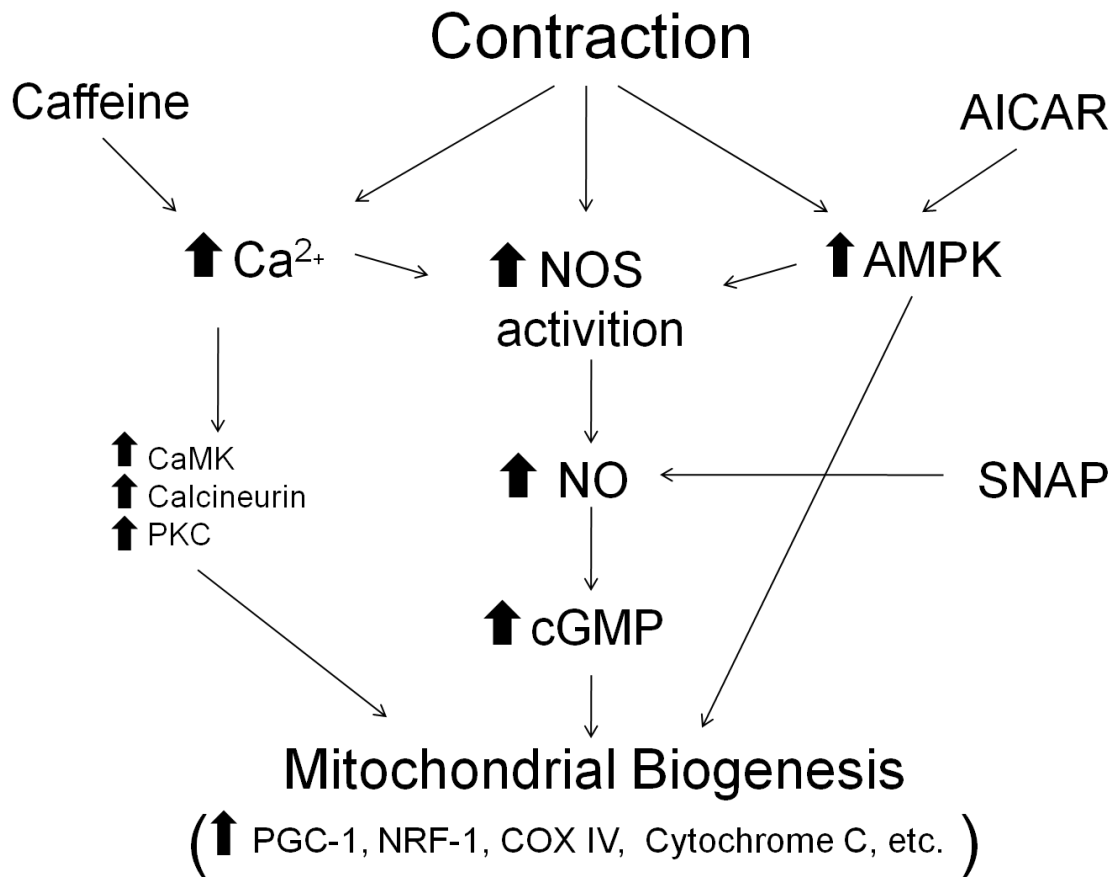 Contraction
Caffeine
AICAR
Ca²⁺
NOS
activition
AMPK
CaMK
Calcineurin
PKC
NO
SNAP
cGMP
Mitochondrial Biogenesis
( PGC-1, NRF-1, COX IV, Cytochrome C, etc. )